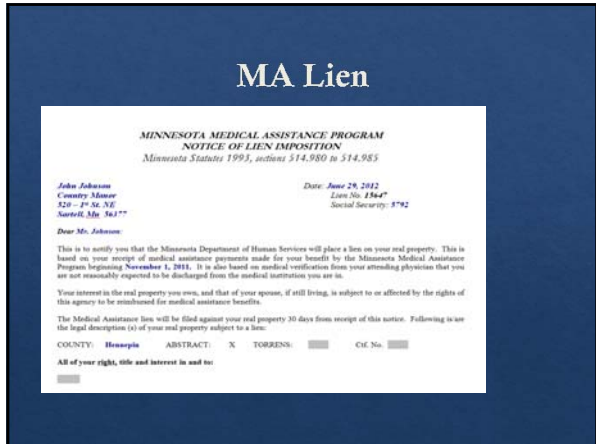 MA Lien
MINNESOTA MEDICAL ASSISTANCE PROGRAM
NOTICE OF LIEN IMPOSITION
Minnesota Statutes 1993, sections 514.980 to 514.985
John Johnson
Date: June 29, 2012
Country Manor
Lien No. 15647
520 – 1st St. NE
Social Security: 5792
Sartell, Mn 56377
Dear Mr. Johnson:
This is to notify you that the Minnesota Department of Human Services will place a lien on your real property. This is
based on your receipt of medical assistance payments made for your benefit by the Minnesota Medical Assistance
Program beginning November 1, 2011. It is also based on medical verification from your attending physician that you
are not reasonably expected to be discharged from the medical institution you are in.
Your interest in the real property you own, and that of your spouse, if still living, is subject to or affected by the rights of
this agency to be reimbursed for medical assistance benefits.
The Medical Assistance lien will be filed against your real property 30 days from receipt of this notice. Following is/are
the legal description (s) of your real property subject to a lien:
COUNTY: Hennepin ABSTRACT: X TORRENS: Ctf. No.
All of your right, title and interest in and to: